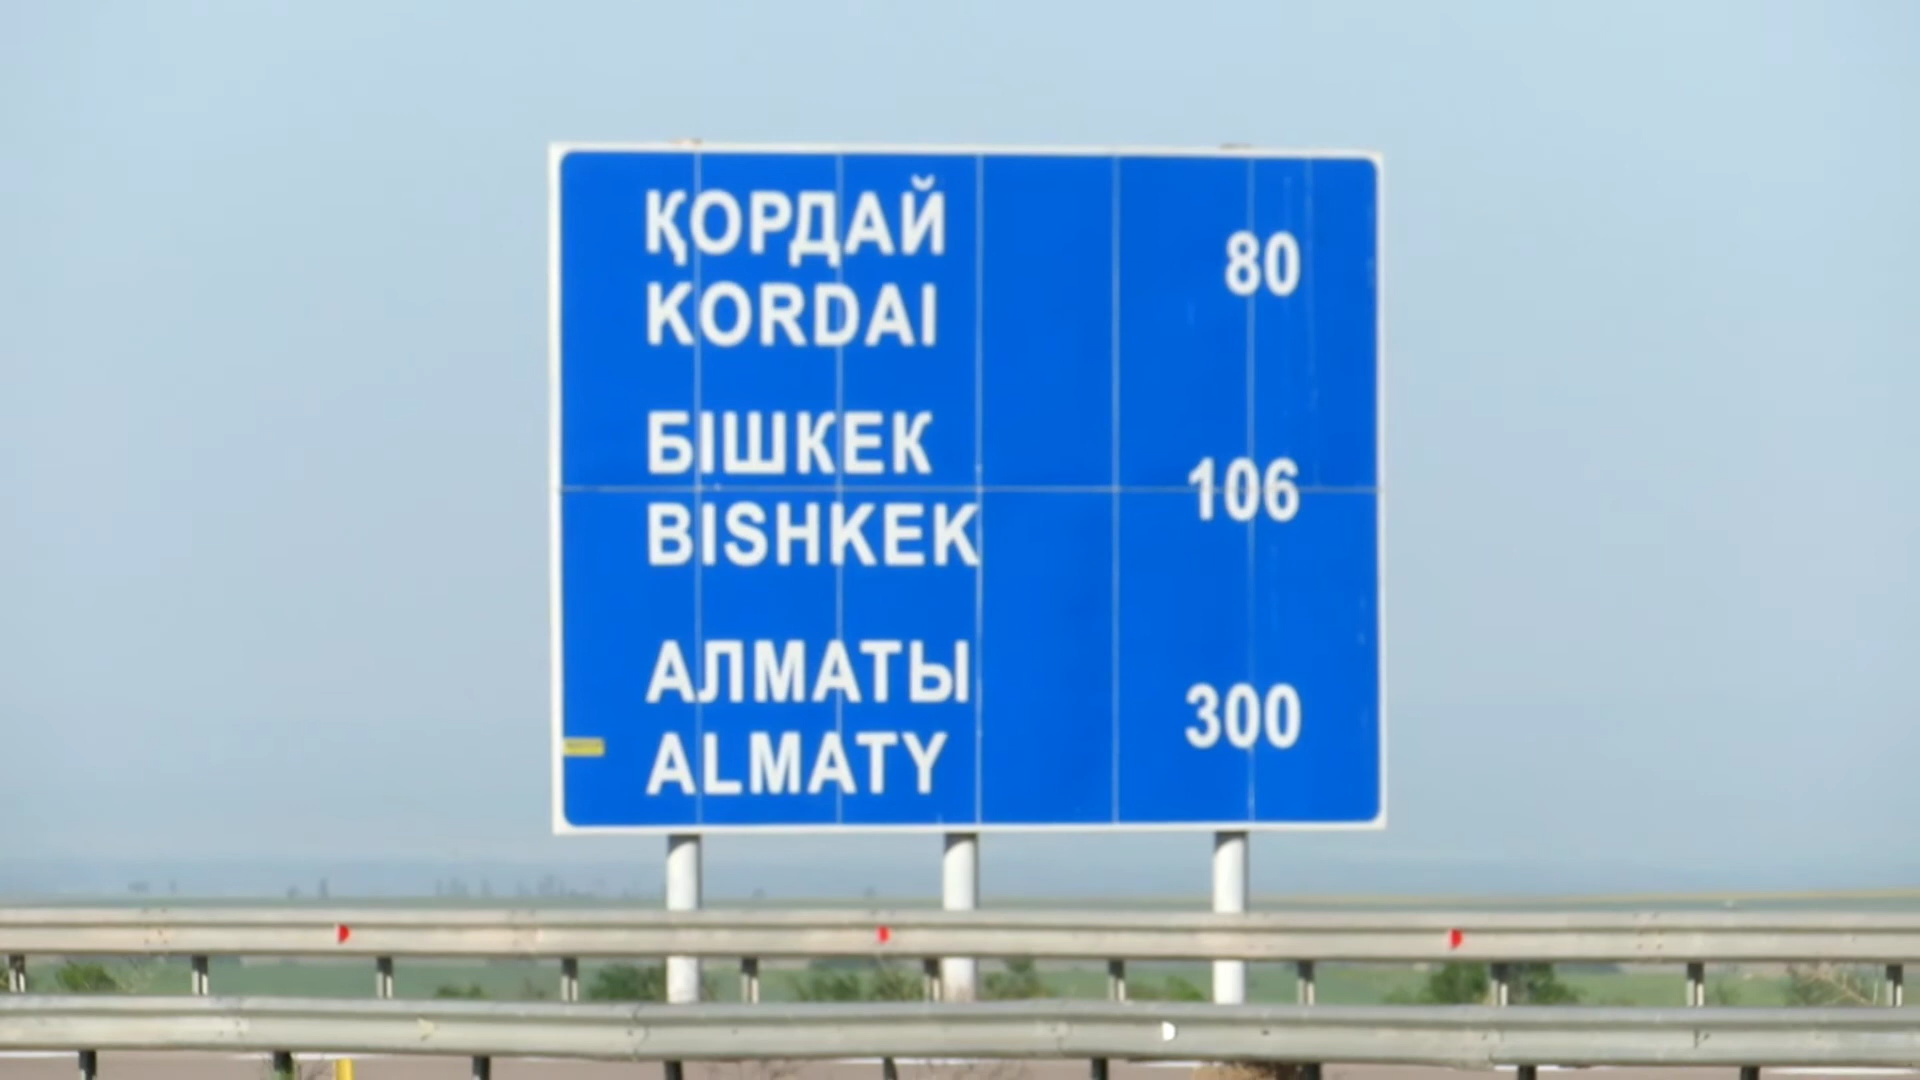 ҚОРДАЙ
KORDAI 80
БІШКЕК
BISHKEK 106
АЛМАТЫ
ALMATY 300